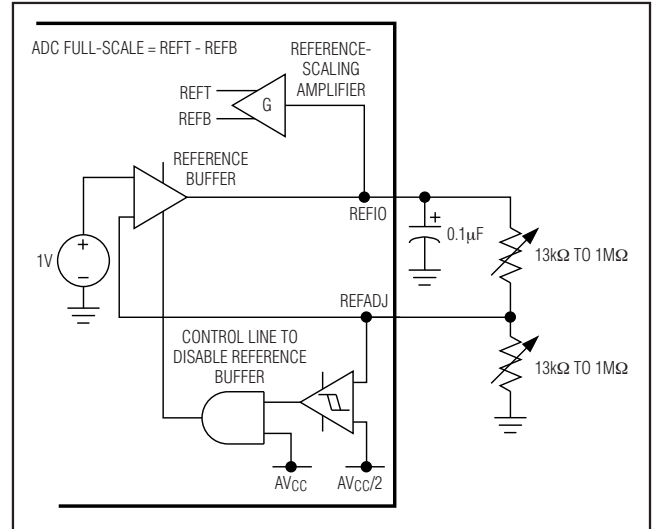 ADC FULL-SCALE = REFT - REFB
REFERENCE-
SCALING
AMPLIFIER
REFT
REFB
G
REFERENCE
BUFFER
REFIO
+
0.1μF
13kΩ TO 1MΩ
1V
+
−
REFADJ
CONTROL LINE TO
DISABLE REFERENCE
BUFFER
13kΩ TO 1MΩ
AVCC
AVCC/2